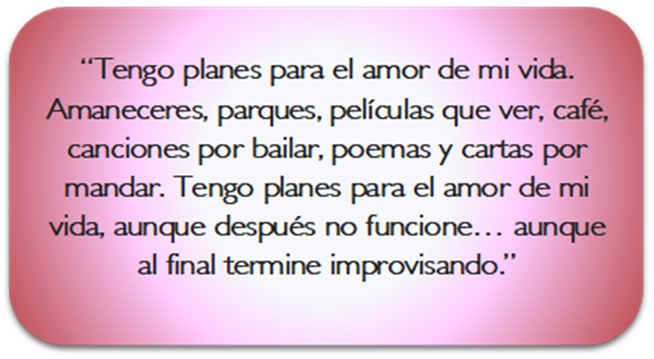 “Tengo planes para el amor de mi vida.
Amaneceres, parques, películas que ver, café,
canciones por bailar, poemas y cartas por
mandar. Tengo planes para el amor de mi
vida, aunque después no funcione… aunque
al final termine improvisando.”